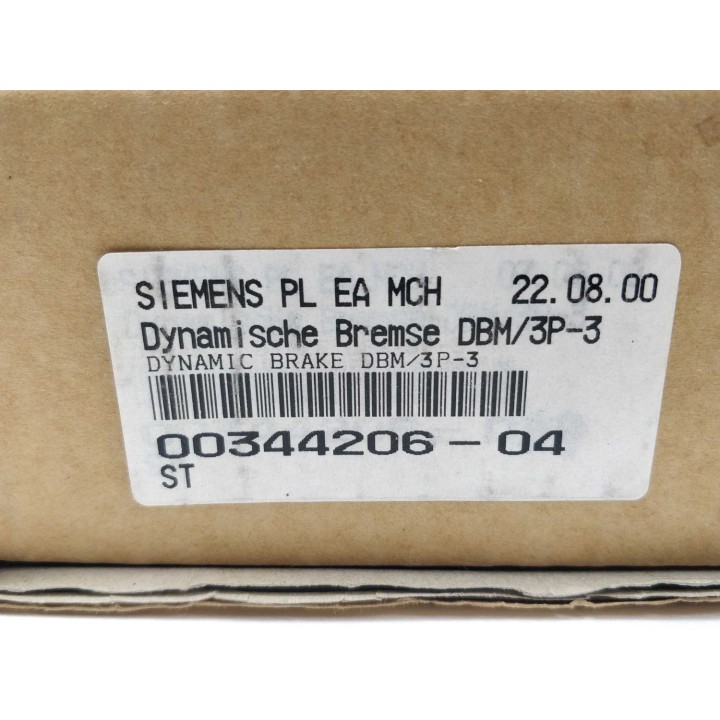 SIEMENS PL EA MCH 22.08.00
Dynamische Bremse DBM/3P-3
DYNAMIC BRAKE DBM/3P-3
00344206-04
ST